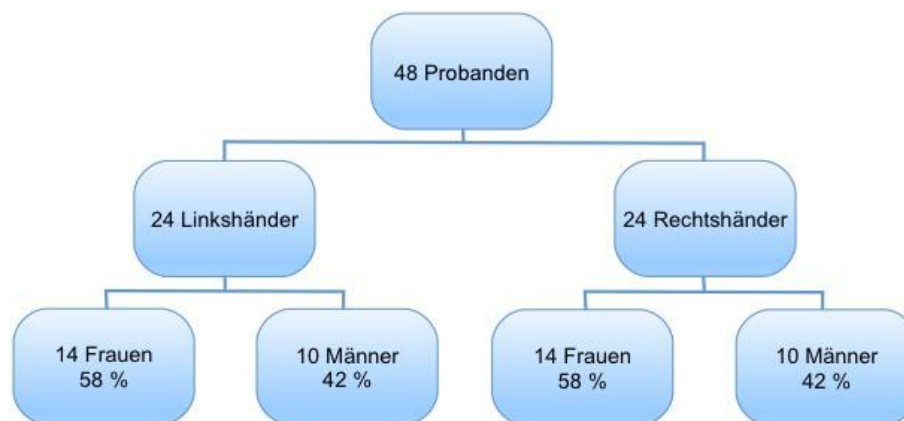 48 Probanden
24 Linkshänder
24 Rechtshänder
14 Frauen
58 %
10 Männer
42 %
14 Frauen
58 %
10 Männer
42 %